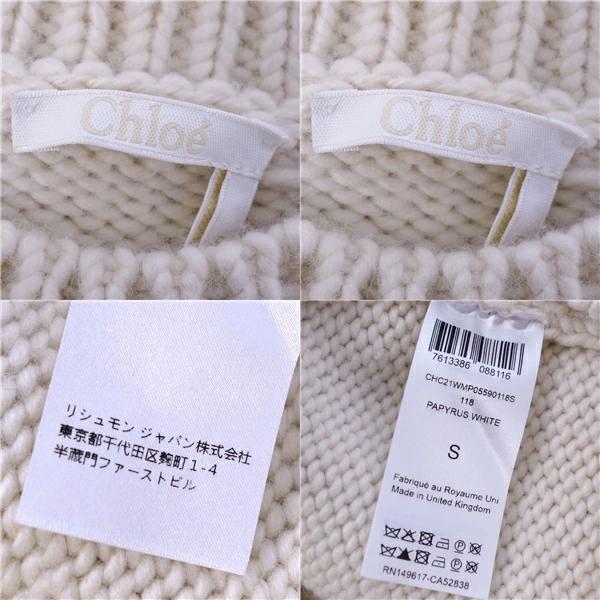 Chloé
Chloé
リシュモン ジャパン株式会社
東京都千代田区麴町1-4
半蔵門ファーストビル
7613386 088116
CHC21WMP05590118S
118
PAPYRUS WHITE
S
Fabriqué au Royaume Uni
Made in United Kingdom
RN149617-CA52838